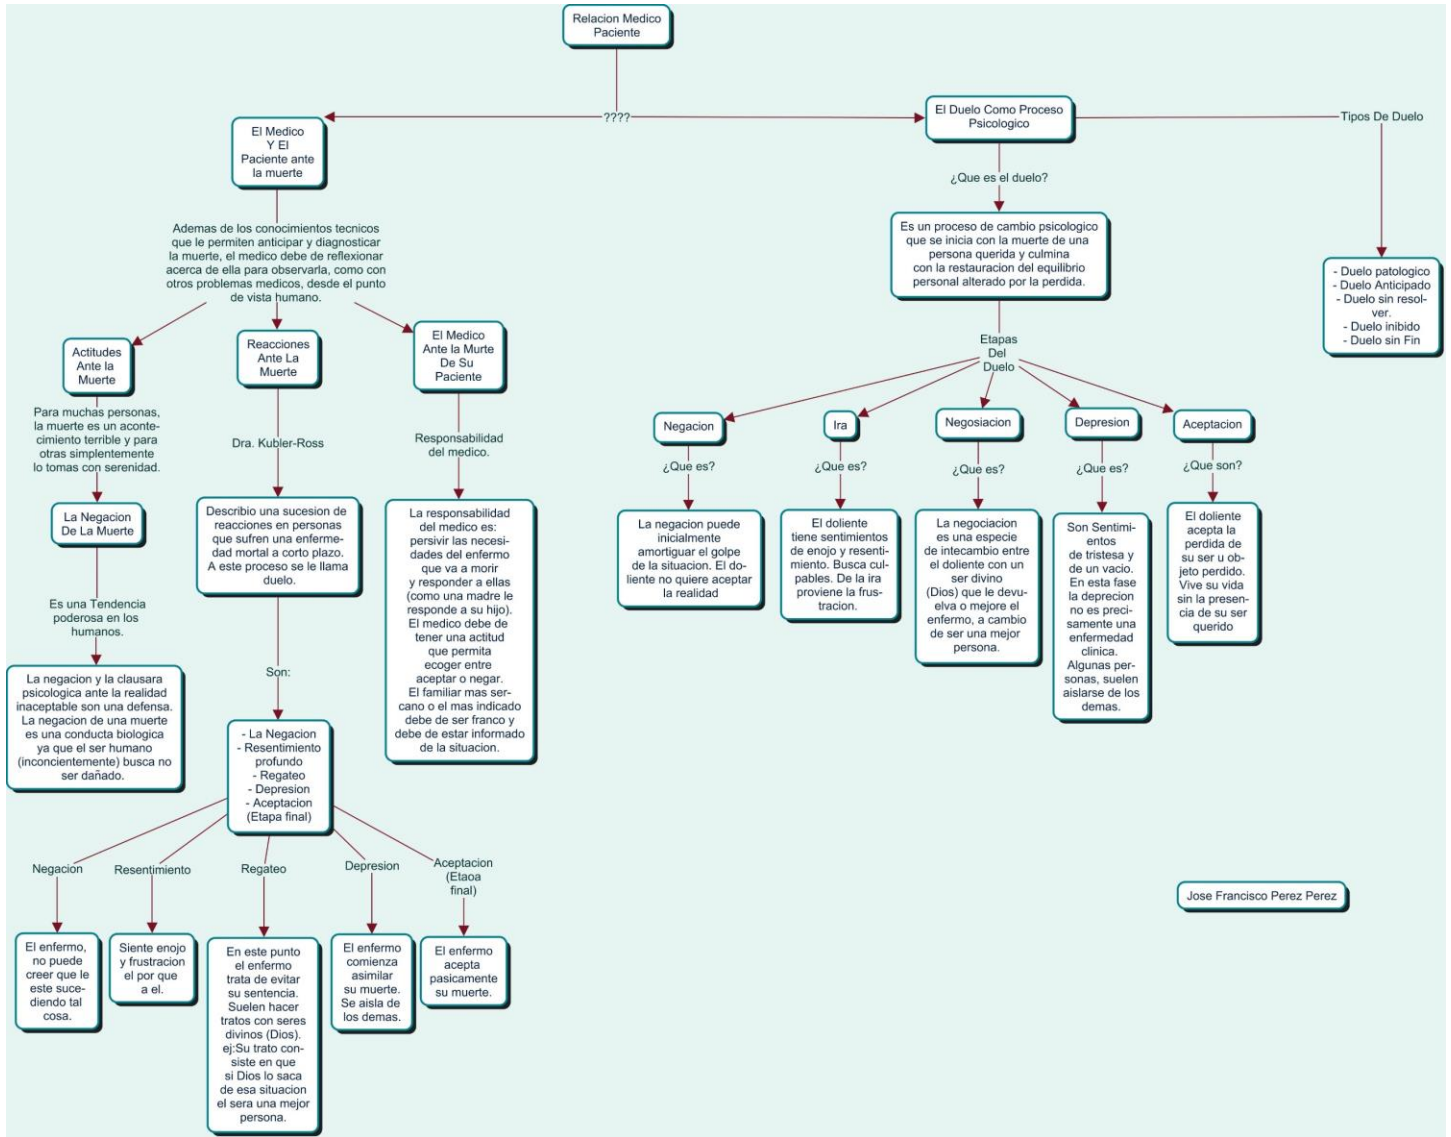 Relacion Medico
Paciente
????
El Medico
Y El
Paciente ante
la muerte
Ademas de los conocimientos tecnicos
que le permiten anticipar y diagnosticar
la muerte, el medico debe de reflexionar
acerca de ella para observarla, como con
otros problemas medicos, desde el punto
de vista humano.
Actitudes
Ante la
Muerte
Para muchas personas,
la muerte es un aconte-
cimiento terrible y para
otras simplemente
lo tomas con serenidad.
La Negacion
De La Muerte
Es una Tendencia
poderosa en los
humanos.
La negacion y la clausara
psicologica ante la realidad
inaceptable son una defensa.
La negacion de una muerte
es una conducta biologica
ya que el ser humano
(inconcientemente) busca no
ser dañado.
Reacciones
Ante La
Muerte
Dra. Kubler-Ross
Describio una sucesion de
reacciones en personas
que sufren una enferme-
dad mortal a corto plazo.
A este proceso se le llama
duelo.
Son:
- La Negacion
- Resentimiento
profundo
- Regateo
- Depresion
- Aceptacion
(Etapa final)
Negacion
El enfermo,
no puede
creer que le
este suce-
diendo tal
cosa.
Resentimiento
Siente enojo
y frustracion
el por que
a el.
Regateo
En este punto
el enfermo
trata de evitar
su sentencia.
Suelen hacer
tratos con seres
divinos (Dios).
ej:Su trato con-
siste en que
si Dios lo saca
de esa situacion
el sera una mejor
persona.
Depresion
El enfermo
comienza
asimilar
su muerte.
Se aisla de
los demas.
Aceptacion
(Etaoa
final)
El enfermo
acepta
pasicamente
su muerte.
El Medico
Ante la Murte
De Su
Paciente
Responsabilidad
del medico.
La responsabilidad
del medico es:
persivir las necesi-
dades del enfermo
que va a morir
y responder a ellas
(como una madre le
responde a su hijo).
El medico debe de
tener una actitud
que permita
ecoger entre
aceptar o negar.
El familiar mas ser-
cano o el mas indicado
debe de ser franco y
debe de estar informado
de la situacion.
El Duelo Como Proceso
Psicologico
¿Que es el duelo?
Es un proceso de cambio psicologico
que se inicia con la muerte de una
persona querida y culmina
con la restauracion del equilibrio
personal alterado por la perdida.
Etapas
Del
Duelo
Negacion
¿Que es?
La negacion puede
inicialmente
amortiguar el golpe
de la situacion. El do-
liente no quiere aceptar
la realidad
Ira
¿Que es?
El doliente
tiene sentimientos
de enojo y resenti-
miento. Busca cul-
pables. De la ira
proviene la frus-
tracion.
Negosiacion
¿Que es?
La negociacion
es una especie
de intecambio entre
el doliente con un
ser divino
(Dios) que le devu-
elva o mejore el
enfermo, a cambio
de ser una mejor
persona.
Depresion
¿Que es?
Son Sentimi-
entos
de tristesa y
de un vacio.
En esta fase
la deprecion
no es preci-
samente una
enfermedad
clinica.
Algunas per-
sonas, suelen
aislarse de los
demas.
Aceptacion
¿Que son?
El doliente
acepta la
perdida de
su ser u ob-
jeto perdido.
Vive su vida
sin la presen-
cia de su ser
querido
Tipos De Duelo
- Duelo patologico
- Duelo Anticipado
- Duelo sin resol-
ver.
- Duelo inibido
- Duelo sin Fin
Jose Francisco Perez Perez